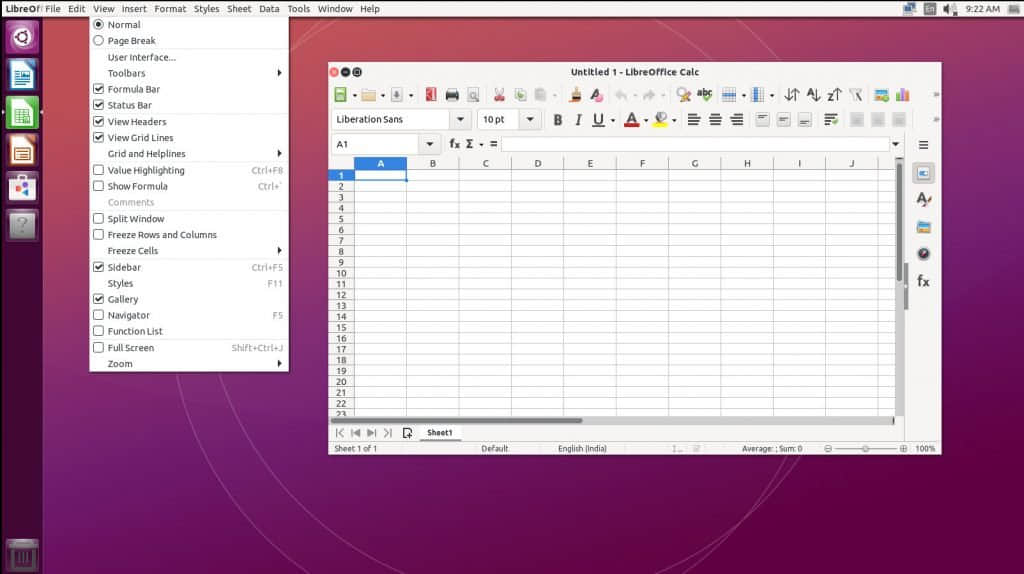 LibreOf File Edit View Insert Format Styles Sheet Data Tools Window Help En 9:22 AM
Normal
Page Break
User Interface...
Toolbars
Formula Bar
Status Bar
View Headers
View Grid Lines
Grid and Helplines
Value Highlighting Ctrl+F8
Show Formula Ctrl+`
Comments
Split Window
Freeze Rows and Columns
Freeze Cells
Sidebar Ctrl+F5
Styles F11
Gallery
Navigator F5
Function List
Full Screen Shift+Ctrl+J
Zoom
Untitled 1 - LibreOffice Calc
abc
Liberation Sans 10 pt B I U A
A1 fx Σ =
A B C D E F G H I J
1
2
3
4
5
6
7
8
9
10
11
12
13
14
15
16
17
18
19
20
21
22
23
fx
Sheet1
Sheet 1 of 1 Default English (India) Average: ; Sum: 0 100%